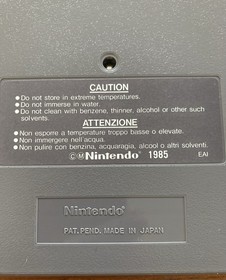 CAUTION
● Do not store in extreme temperatures.
● Do not immerse in water.
● Do not clean with benzene, thinner, alcohol or other such
solvents.
ATTENZIONE
● Non esporre a temperature troppo basse o elevate.
● Non immergere nell'acqua.
● Non pulire con benzina, acquaragia, alcool o altri solventi.
©Ⓜ Nintendo® 1985 EAI
Nintendo®
PAT.PEND. MADE IN JAPAN